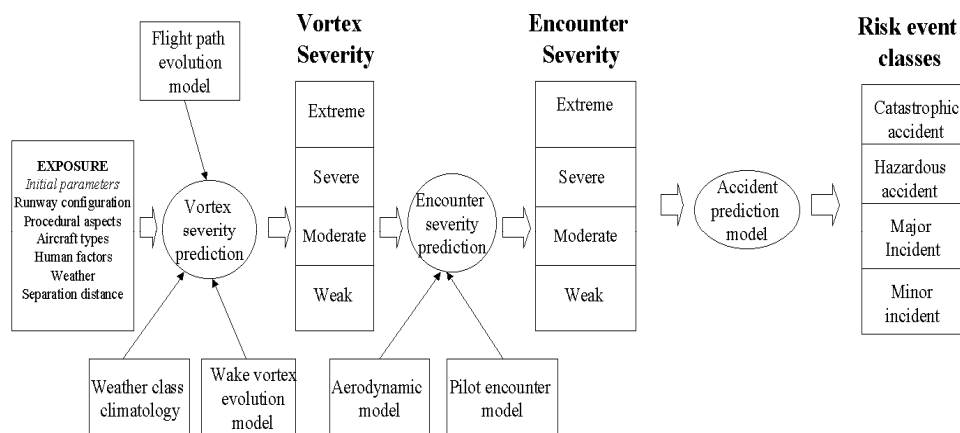 Flight path
evolution
model
Vortex
Severity
Encounter
Severity
Risk event
classes
EXPOSURE
Initial parameters
Runway configuration
Procedural aspects
Aircraft types
Human factors
Weather
Separation distance
Vortex
severity
prediction
Extreme
Severe
Moderate
Weak
Encounter
severity
prediction
Extreme
Severe
Moderate
Weak
Accident
prediction
model
Catastrophic
accident
Hazardous
accident
Major
Incident
Minor
incident
Weather class
climatology
Wake vortex
evolution
model
Aerodynamic
model
Pilot encounter
model